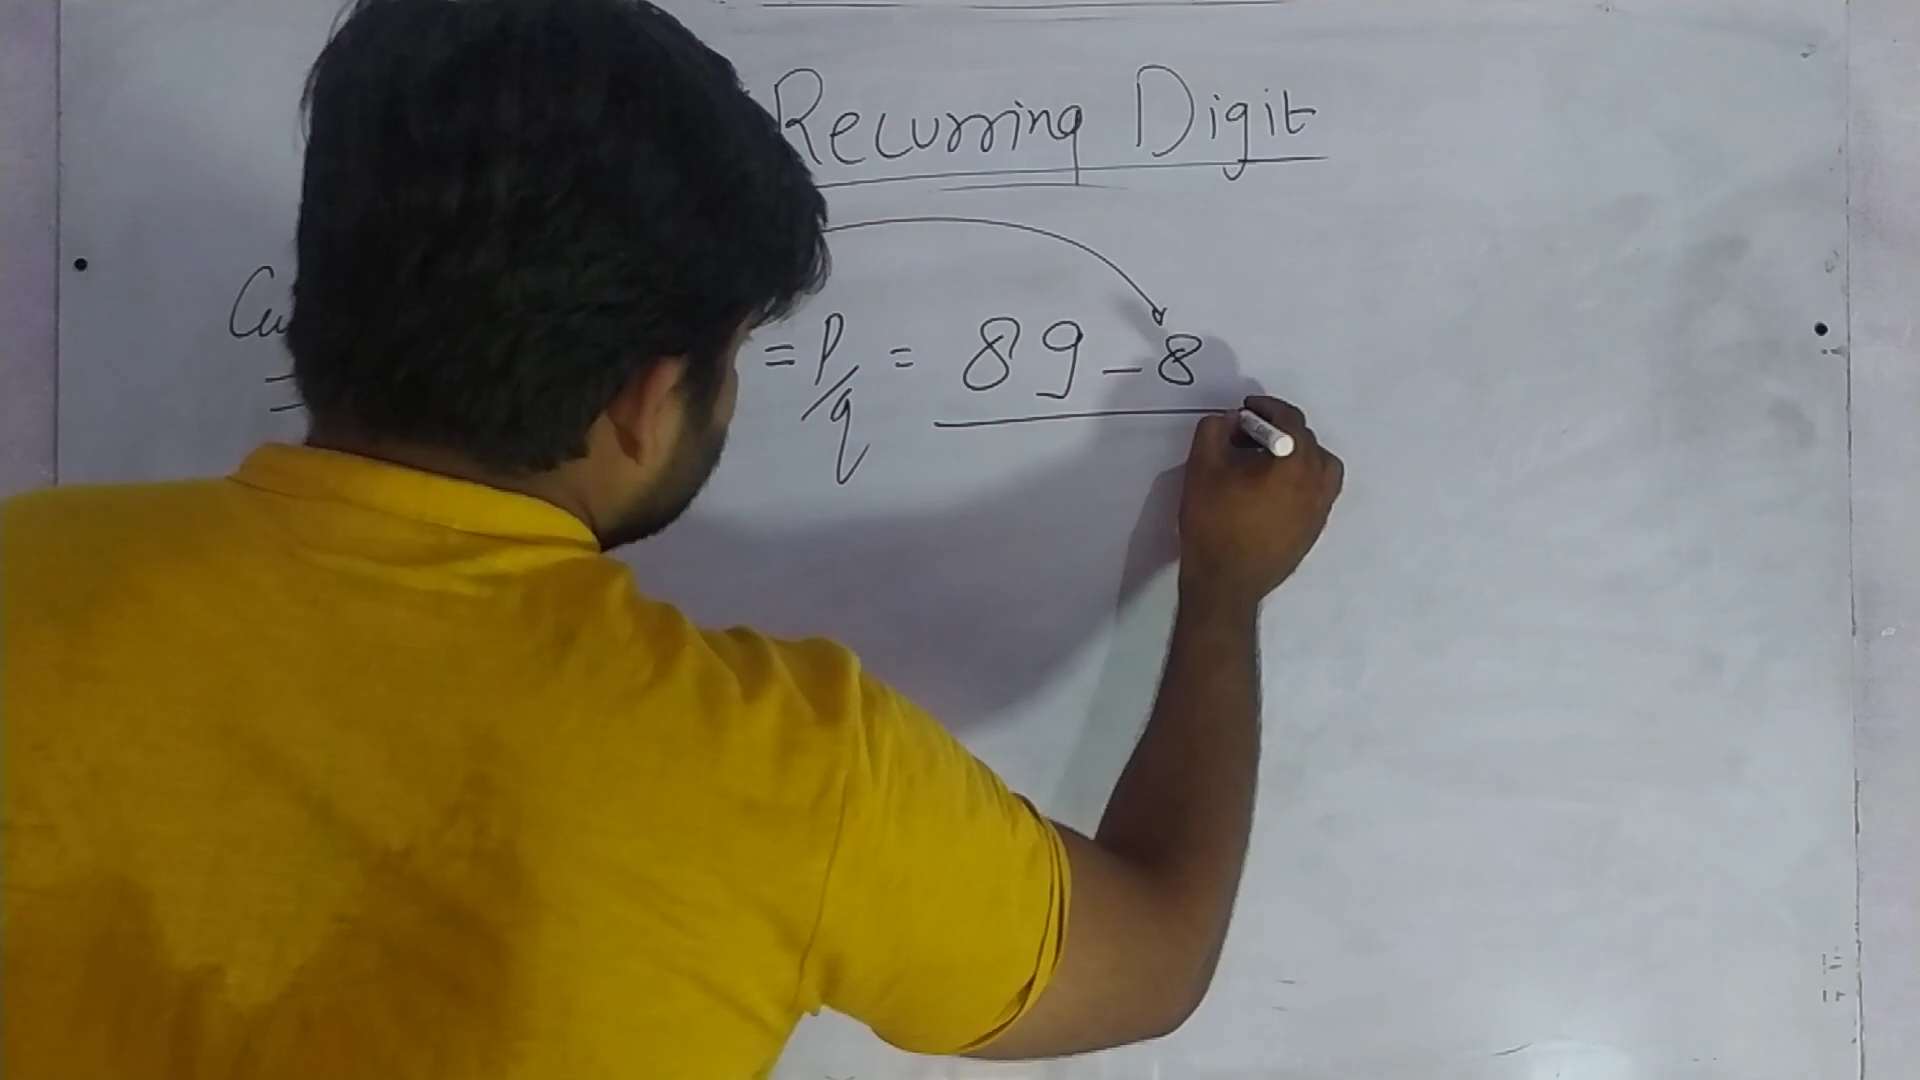 Recurring Digit
= p/q = 89-8